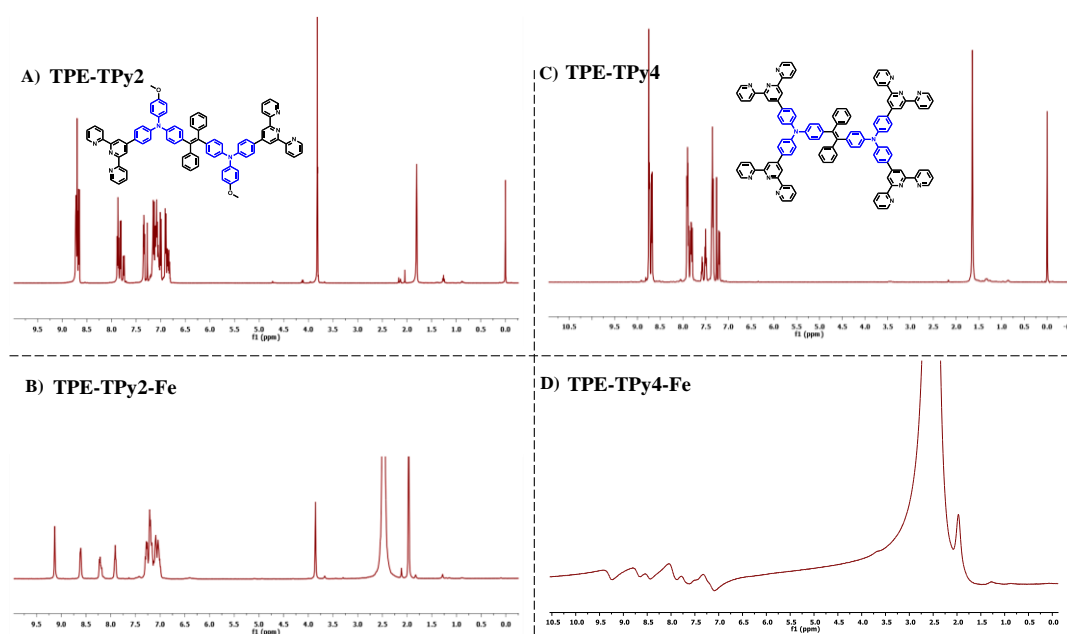 A) TPE-TPy2
C) TPE-TPy4
9.5 9.0 8.5 8.0 7.5 7.0 6.5 6.0 5.5 5.0 4.5 4.0 3.5 3.0 2.5 2.0 1.5 1.0 0.5 0.0
f1 (ppm)
10.0 9.5 9.0 8.5 8.0 7.5 7.0 6.5 6.0 5.5 5.0 4.5 4.0 3.5 3.0 2.5 2.0 1.5 1.0 0.5 0.0
f1 (ppm)
B) TPE-TPy2-Fe
D) TPE-TPy4-Fe
9.5 9.0 8.5 8.0 7.5 7.0 6.5 6.0 5.5 5.0 4.5 4.0 3.5 3.0 2.5 2.0 1.5 1.0 0.5 0.0
f1 (ppm)
10.5 10.0 9.5 9.0 8.5 8.0 7.5 7.0 6.5 6.0 5.5 5.0 4.5 4.0 3.5 3.0 2.5 2.0 1.5 1.0 0.5 0.0
f1 (ppm)